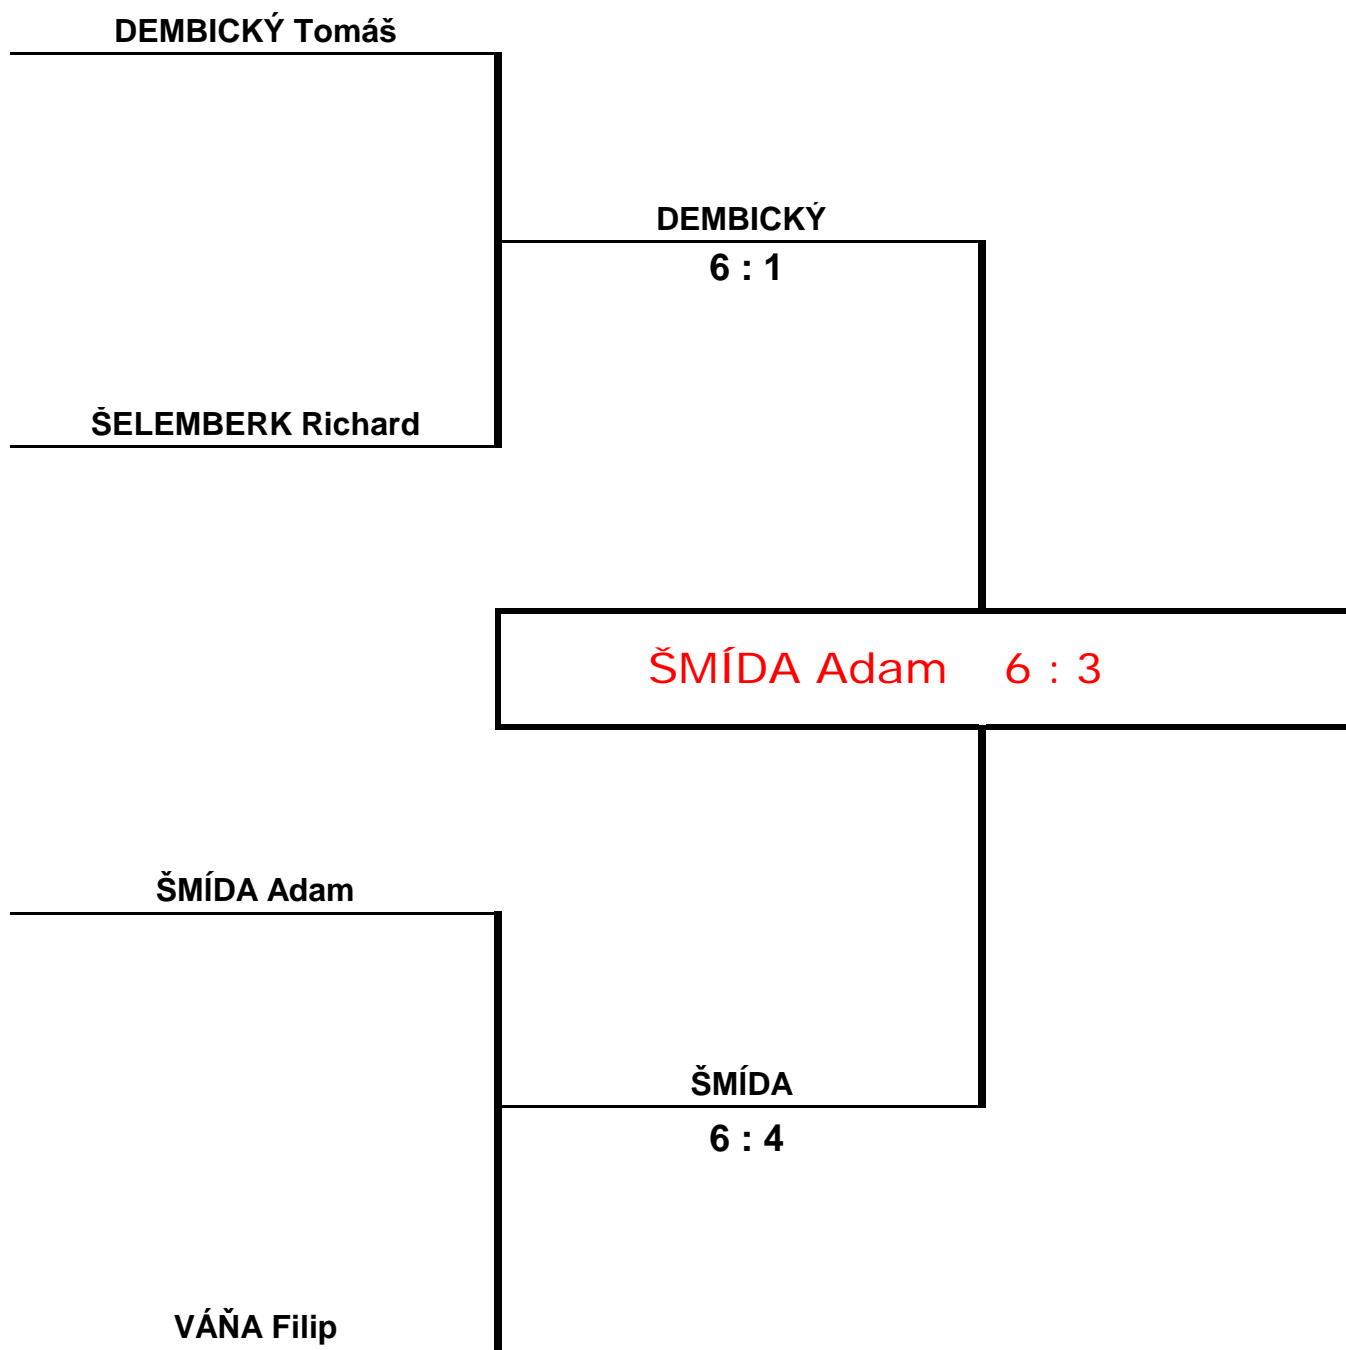 DEMBICKÝ Tomáš
DEMBICKÝ
6 : 1
ŠELEMBERK Richard
ŠMÍDA Adam 6 : 3
ŠMÍDA Adam
ŠMÍDA
6 : 4
VÁŇA Filip